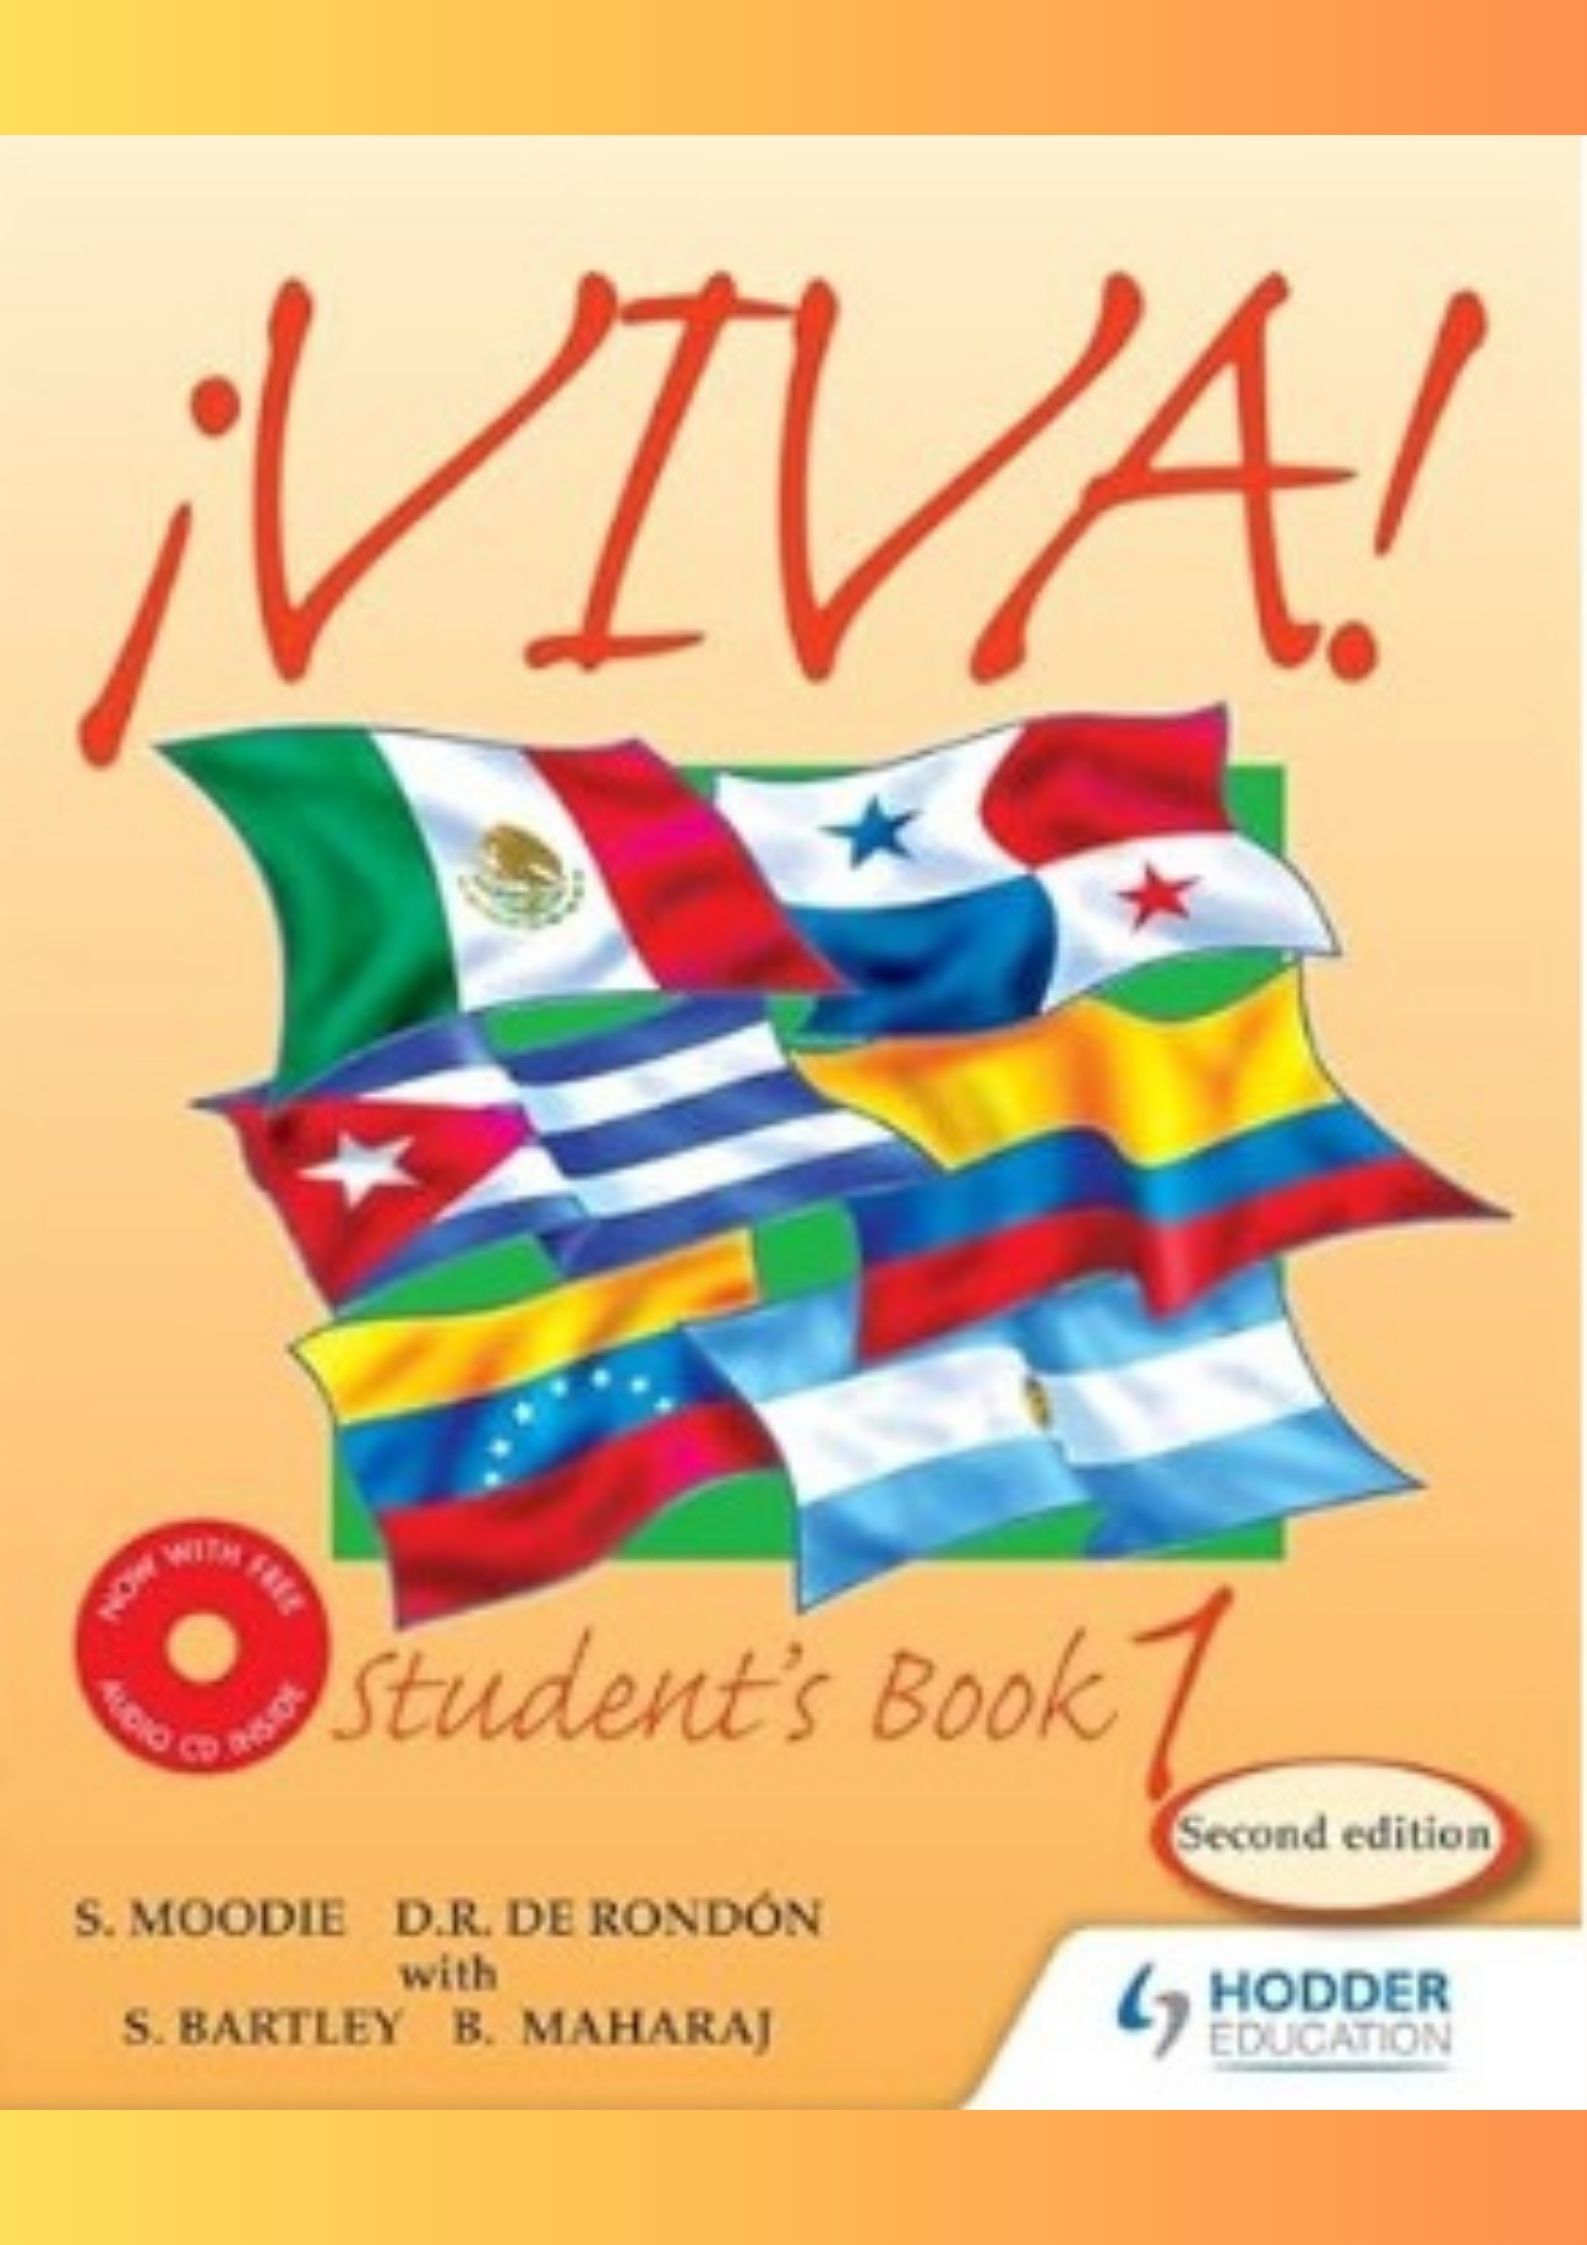 ¡VIVA!
NOW WITH FREE
AUDIO CD INSIDE
Student's Book 1
Second edition
S. MOODIE D.R. DE RONDÓN
with
S. BARTLEY B. MAHARAJ
HODDER
EDUCATION